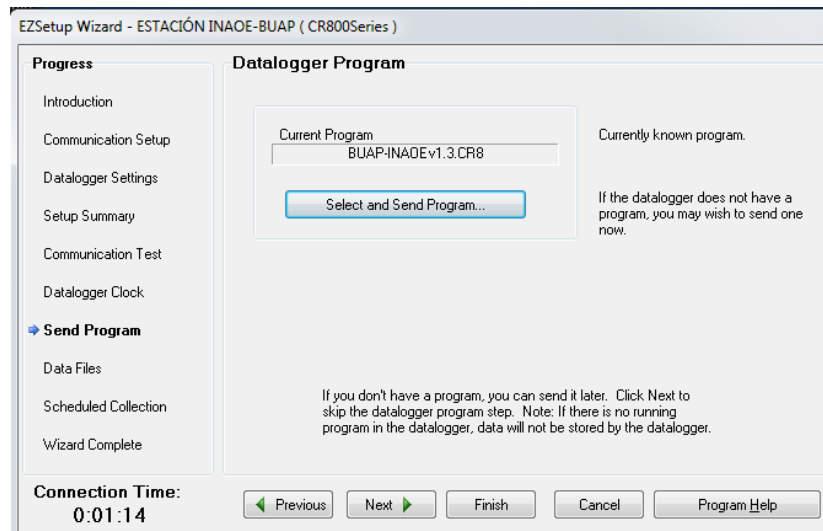 EZSetup Wizard - ESTACIÓN INAOE-BUAP ( CR800Series )
Progress
Introduction
Communication Setup
Datalogger Settings
Setup Summary
Communication Test
Datalogger Clock
Send Program
Data Files
Scheduled Collection
Wizard Complete
Connection Time:
0:01:14
Datalogger Program
Current Program
BUAP-INAOEv1.3.CR8
Select and Send Program...
Currently known program.
If the datalogger does not have a
program, you may wish to send one
now.
If you don't have a program, you can send it later. Click Next to
skip the datalogger program step. Note: If there is no running
program in the datalogger, data will not be stored by the datalogger.
Previous
Next
Finish
Cancel
Program Help